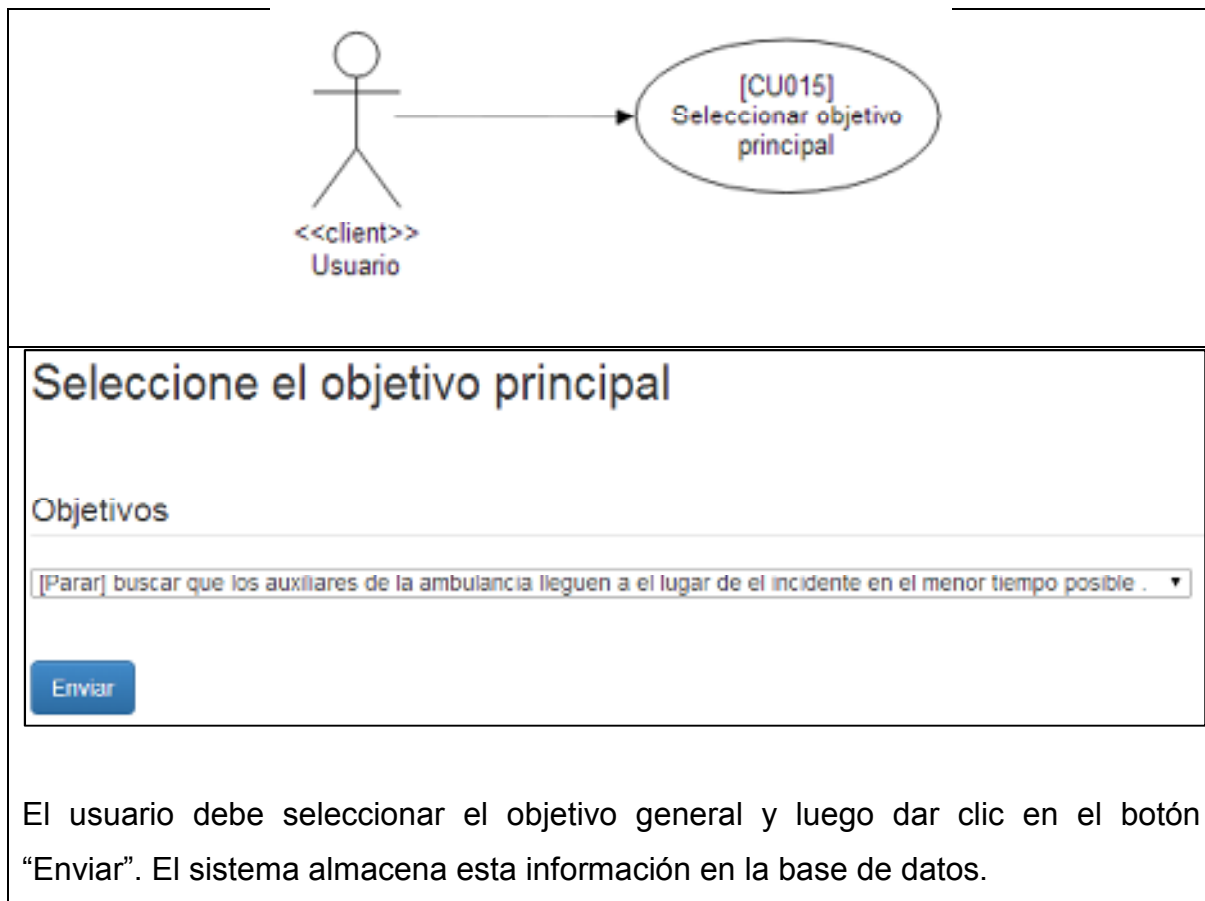 [CU015]
Seleccionar objetivo
principal
<<client>>
Usuario
Seleccione el objetivo principal
Objetivos
[Parar] buscar que los auxiliares de la ambulancia lleguen a el lugar de el incidente en el menor tiempo posible .
Enviar
El usuario debe seleccionar el objetivo general y luego dar clic en el botón
“Enviar”. El sistema almacena esta información en la base de datos.